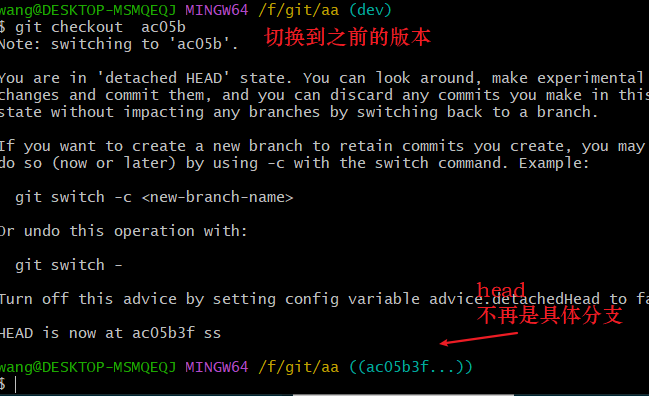 wang@DESKTOP-MSMQEQJ MINGW64 /f/git/aa (dev)
$ git checkout  ac05b
Note: switching to 'ac05b'.
切换到之前的版本
You are in 'detached HEAD' state. You can look around, make experimental
changes and commit them, and you can discard any commits you make in this
state without impacting any branches by switching back to a branch.
If you want to create a new branch to retain commits you create, you may
do so (now or later) by using -c with the switch command. Example:
git switch -c <new-branch-name>
Or undo this operation with:
git switch -
head
Turn off this advice by setting config variable advice.detachedHead to fa
不再是具体分支
HEAD is now at ac05b3f ss
wang@DESKTOP-MSMQEQJ MINGW64 /f/git/aa ((ac05b3f...))
$